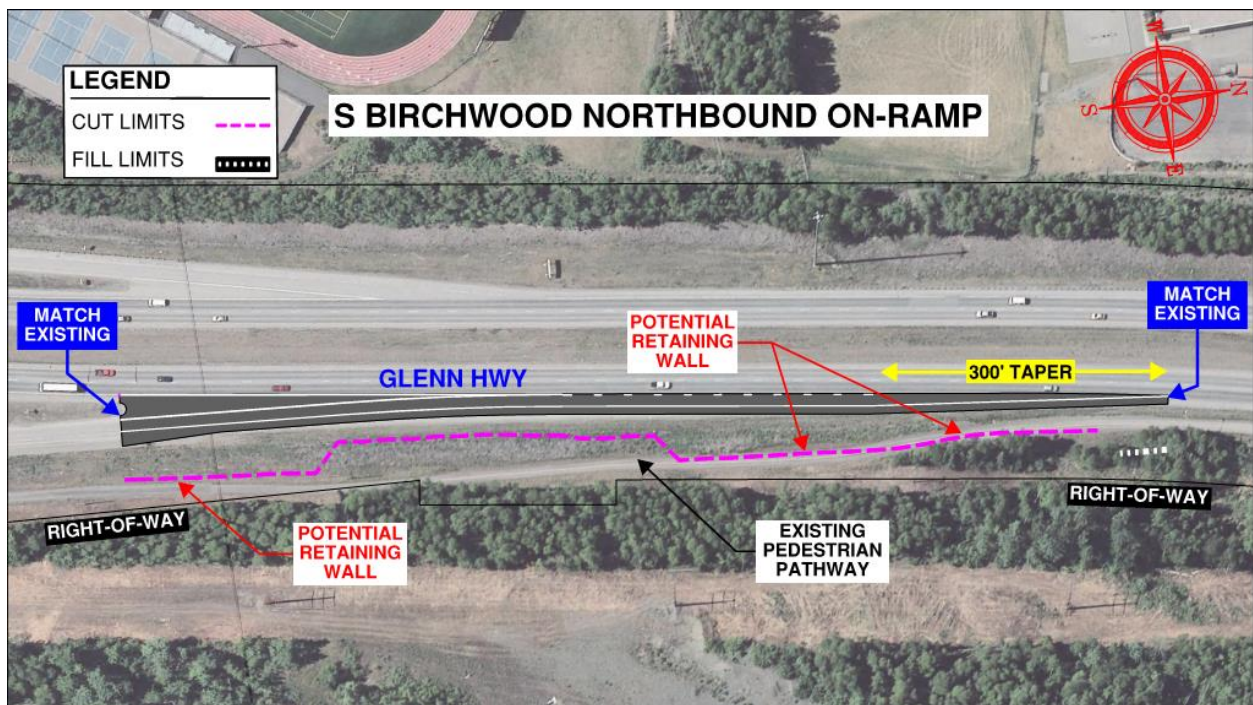 LEGEND
CUT LIMITS
FILL LIMITS
S BIRCHWOOD NORTHBOUND ON-RAMP
W
N
S
E
MATCH
EXISTING
MATCH
EXISTING
POTENTIAL
RETAINING
WALL
GLENN HWY
300' TAPER
RIGHT-OF-WAY
RIGHT-OF-WAY
POTENTIAL
RETAINING
WALL
EXISTING
PEDESTRIAN
PATHWAY